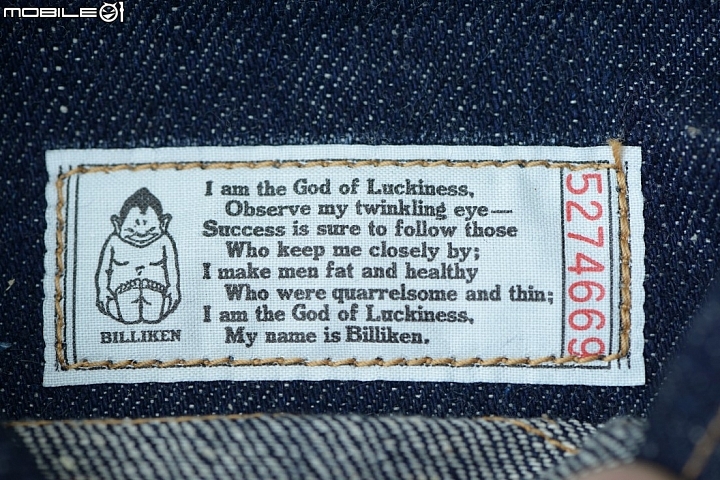 MOBILE01
I am the God of Luckiness,
Observe my twinkling eye—
Success is sure to follow those
Who keep me closely by;
I make men fat and healthy
Who were quarrelsome and thin;
I am the God of Luckiness,
My name is Billiken.
BILLIKEN
5274669